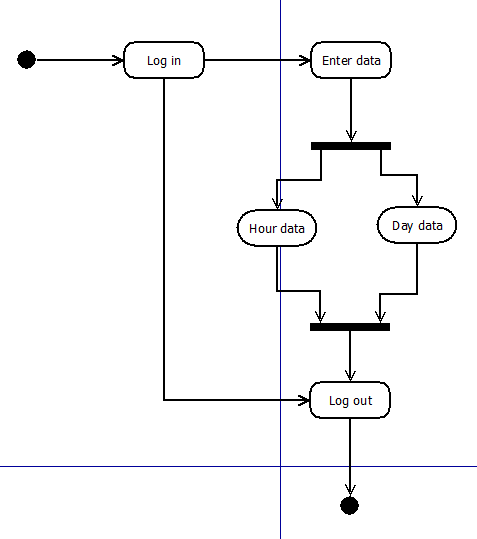 Log in
Enter data
Hour data
Day data
Log out